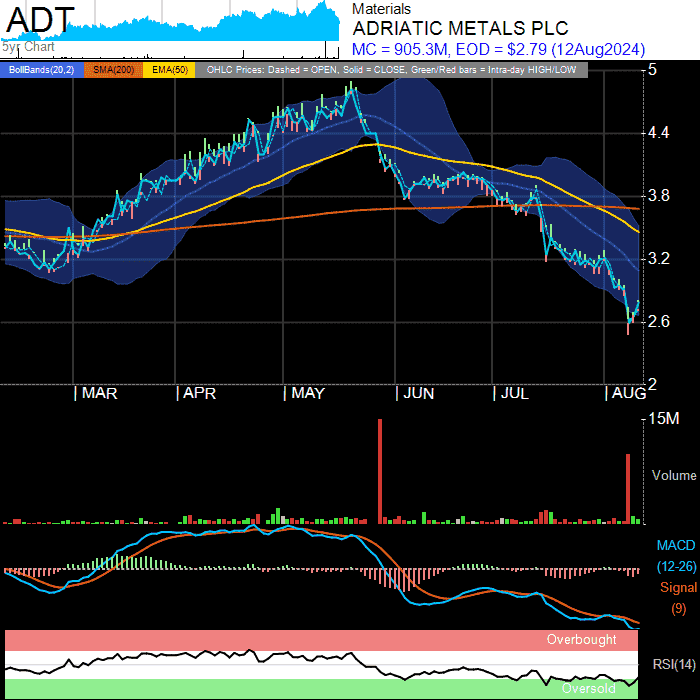 ADT
5yr Chart
Materials
ADRIATIC METALS PLC
MC = 905.3M, EOD = $2.79 (12Aug2024)
BollBands(20,2) SMA(200) EMA(50) OHLC Prices: Dashed = OPEN, Solid = CLOSE, Green/Red bars = Intra-day HIGH/LOW
5
4.4
3.8
3.2
2.6
2
MAR APR MAY JUN JUL AUG
15M
Volume
MACD
(12-26)
Signal
(9)
Overbought
RSI(14)
Oversold